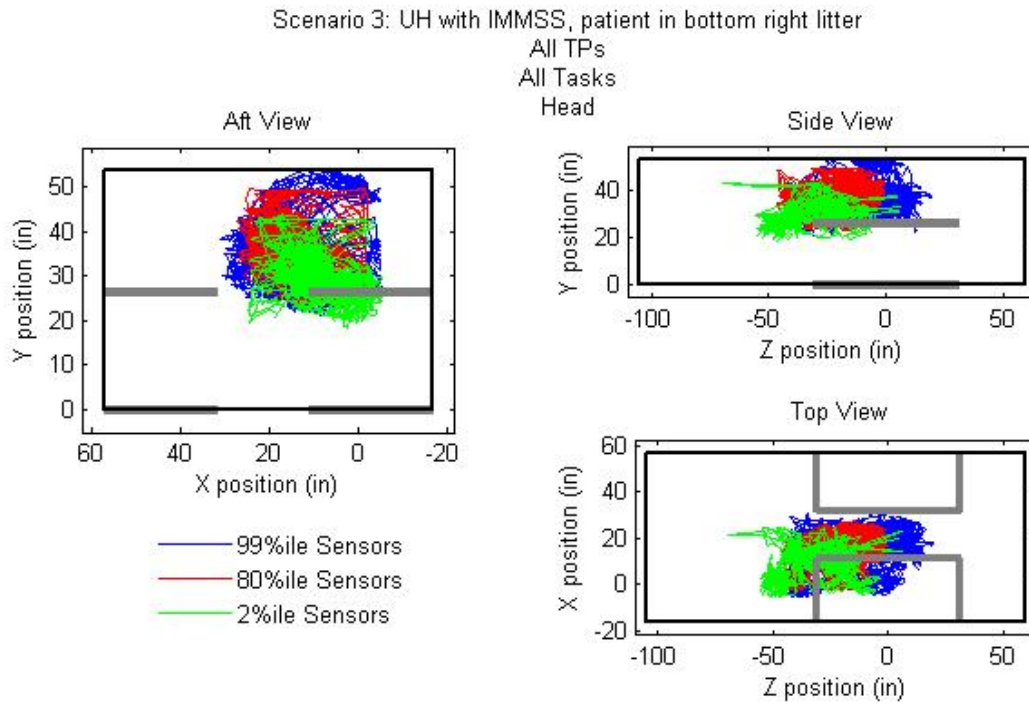 Scenario 3: UH with IMMSS, patient in bottom right litter
All TPs
All Tasks
Head
Aft View
Y position (in)
50
40
30
20
10
0
60 40 20 0 -20
X position (in)
99%ile Sensors
80%ile Sensors
2%ile Sensors
Side View
Y position (in)
40
20
0
-100 -50 0 50
Z position (in)
Top View
X position (in)
60
40
20
0
-20
-100 -50 0 50
Z position (in)